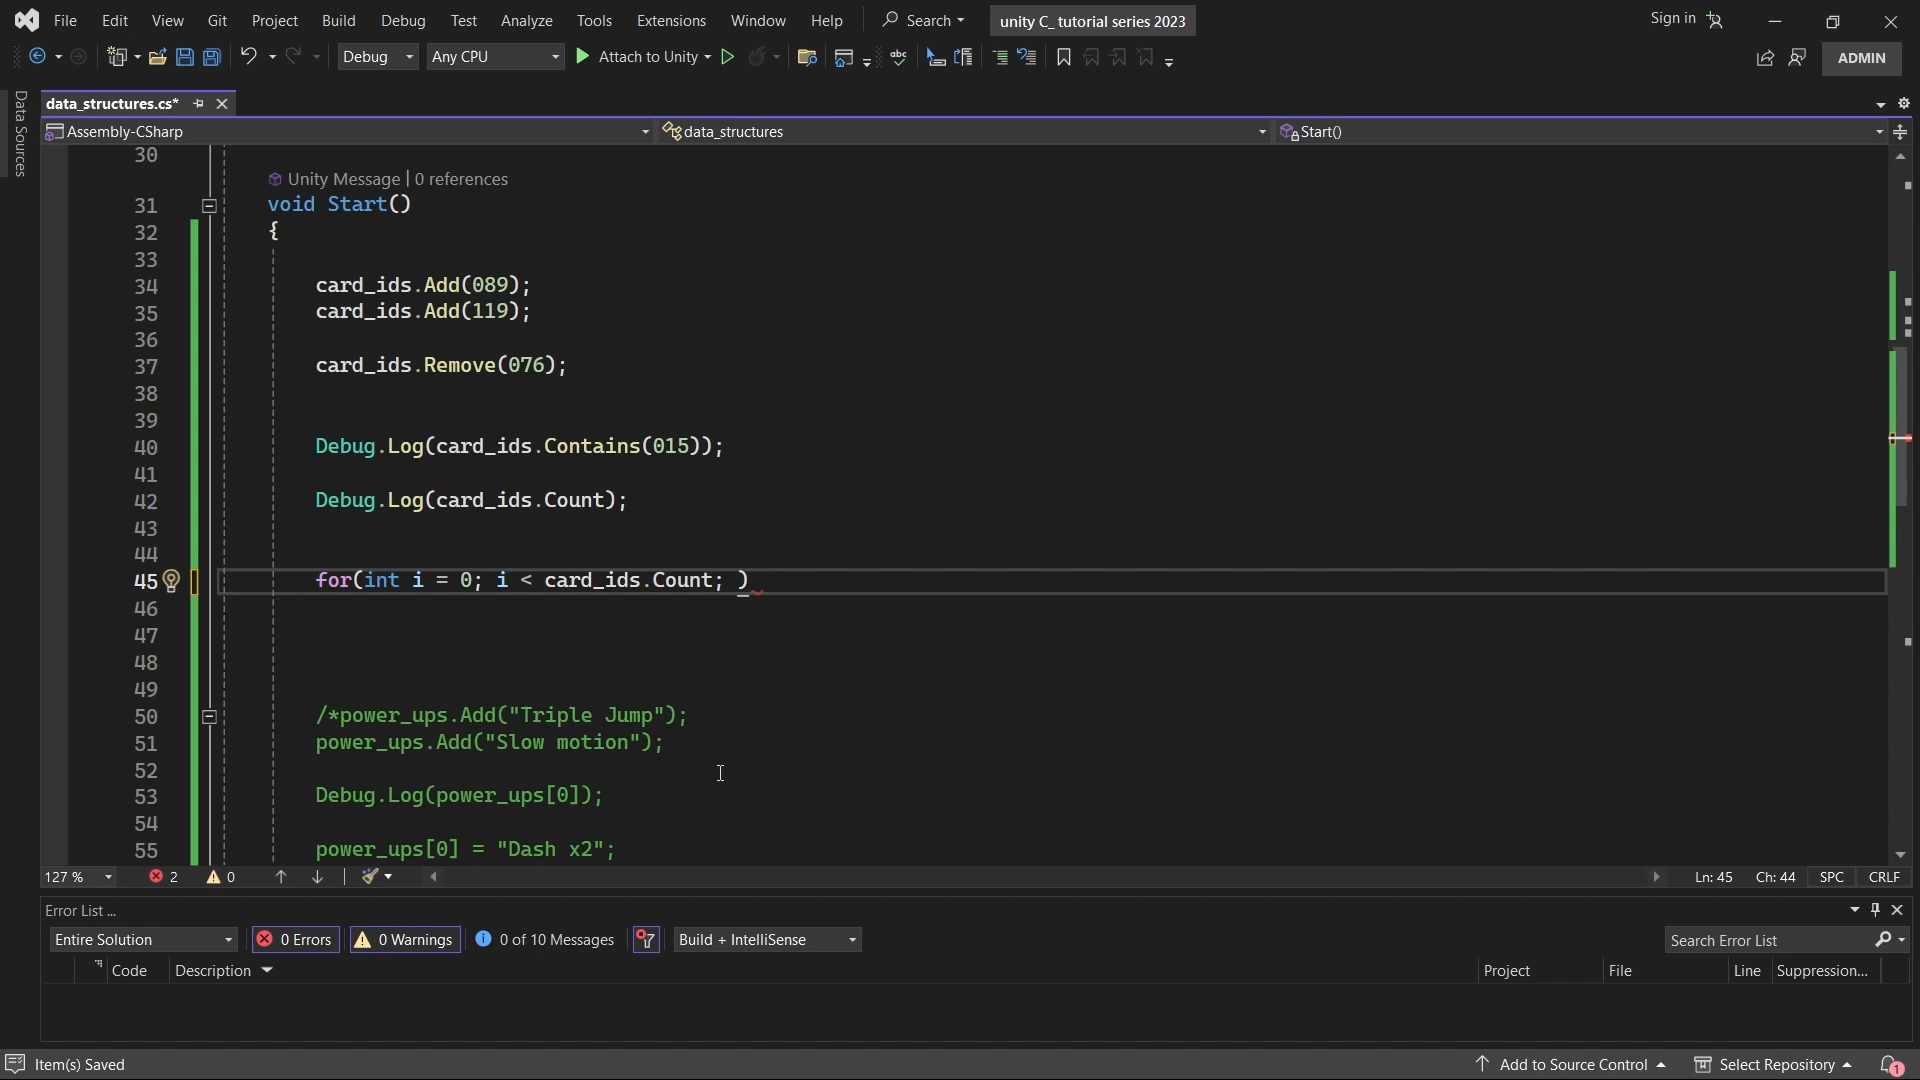 File Edit View Git Project Build Debug Test Analyze Tools Extensions Window Help Search unity C_ tutorial series 2023 Sign in
Debug Any CPU Attach to Unity ADMIN
Data Sources
data_structures.cs*
Assembly-CSharp data_structures Start()
30
Unity Message | 0 references
31 void Start()
32 {
33
34 card_ids.Add(089);
35 card_ids.Add(119);
36
37 card_ids.Remove(076);
38
39
40 Debug.Log(card_ids.Contains(015));
41
42 Debug.Log(card_ids.Count);
43
44
45 for(int i = 0; i < card_ids.Count; )
46
47
48
49
50 /*power_ups.Add("Triple Jump");
51 power_ups.Add("Slow motion");
52
53 Debug.Log(power_ups[0]);
54
55 power_ups[0] = "Dash x2";
127 % 2 0 Ln: 45 Ch: 44 SPC CRLF
Error List ...
Entire Solution 0 Errors 0 Warnings 0 of 10 Messages Build + IntelliSense Search Error List
Code Description Project File Line Suppression...
Item(s) Saved Add to Source Control Select Repository 1